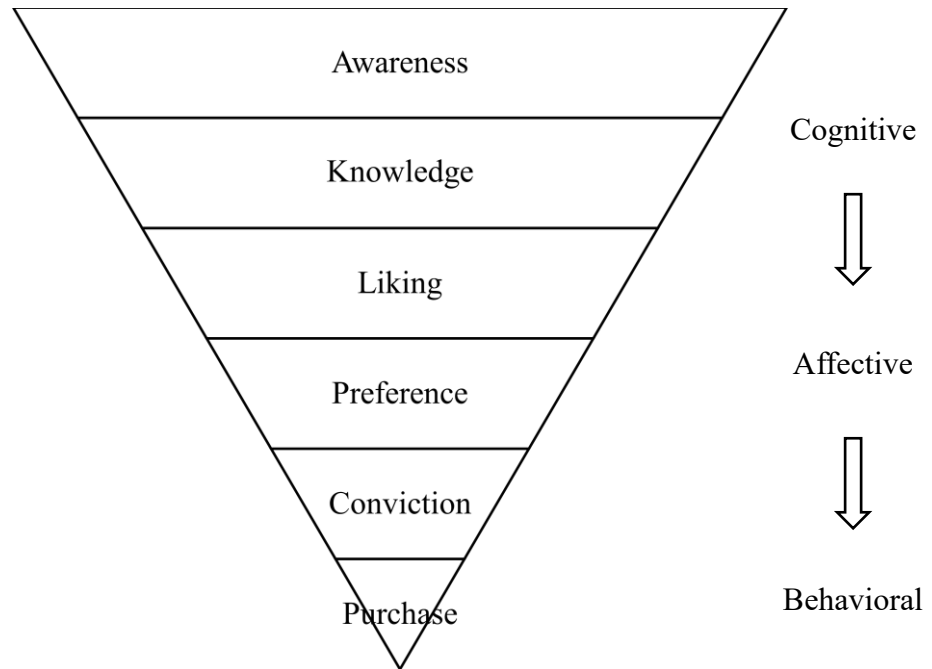 Awareness
Cognitive
Knowledge
Liking
Affective
Preference
Conviction
Behavioral
Purchase